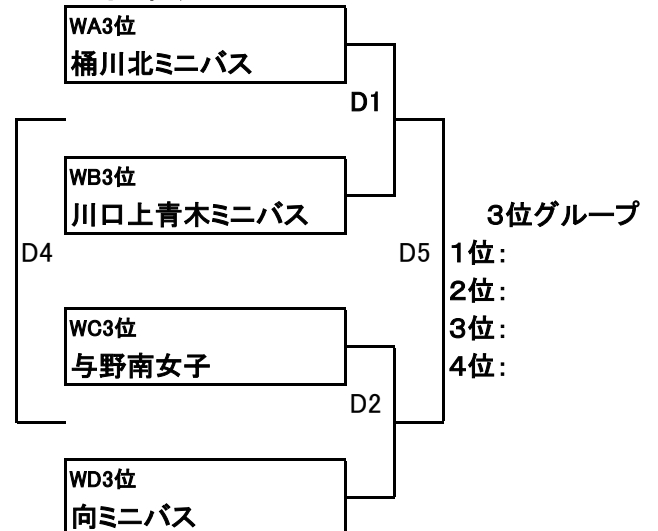 WA3位
桶川北ミニバス
D1
WB3位
川口上青木ミニバス
3位グループ
D4
D5
1位:
2位:
3位:
4位:
WC3位
与野南女子
D2
WD3位
向ミニバス